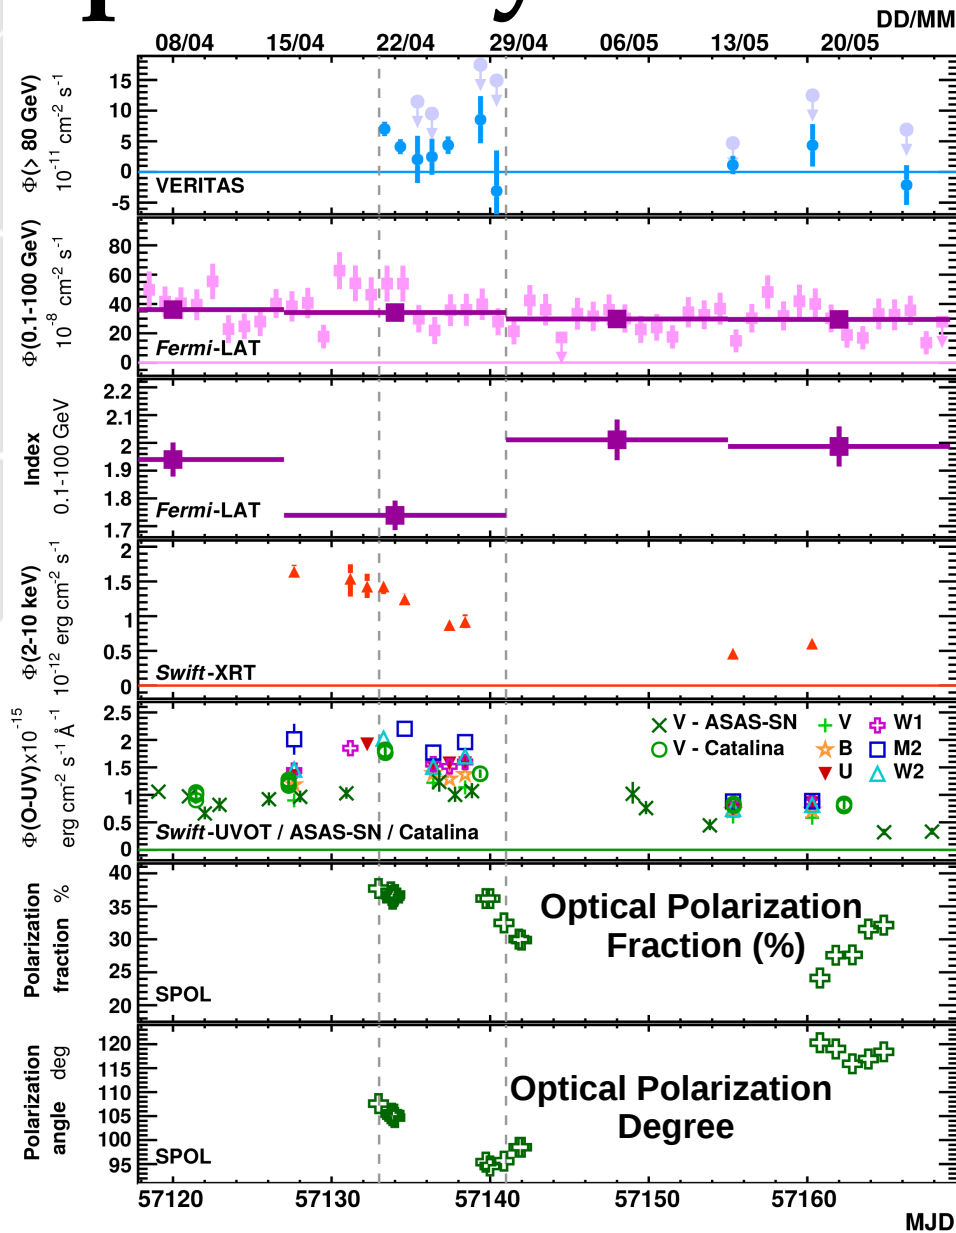 p y
DD/MM
08/04 15/04 22/04 29/04 06/05 13/05 20/05
Φ(> 80 GeV)
10⁻¹¹ cm⁻² s⁻¹
15
10
5
0
-5
VERITAS
Φ(0.1-100 GeV)
10⁻⁸ cm⁻² s⁻¹
80
60
40
20
0
Fermi-LAT
Index
0.1-100 GeV
2.2
2.1
2
1.9
1.8
1.7
Fermi-LAT
Φ(2-10 keV)
10⁻¹² erg cm⁻² s⁻¹
2
1.5
1
0.5
0
Swift-XRT
Φ(O-UV)x10⁻¹⁵
erg cm⁻² s⁻¹ Å⁻¹
2.5
2
1.5
1
0.5
0
V - ASAS-SN V W1
V - Catalina B M2
U W2
Swift-UVOT / ASAS-SN / Catalina
Polarization
fraction %
40
35
30
25
20
Optical Polarization
Fraction (%)
SPOL
Polarization
angle deg
120
115
110
105
100
95
Optical Polarization
Degree
SPOL
57120 57130 57140 57150 57160
MJD